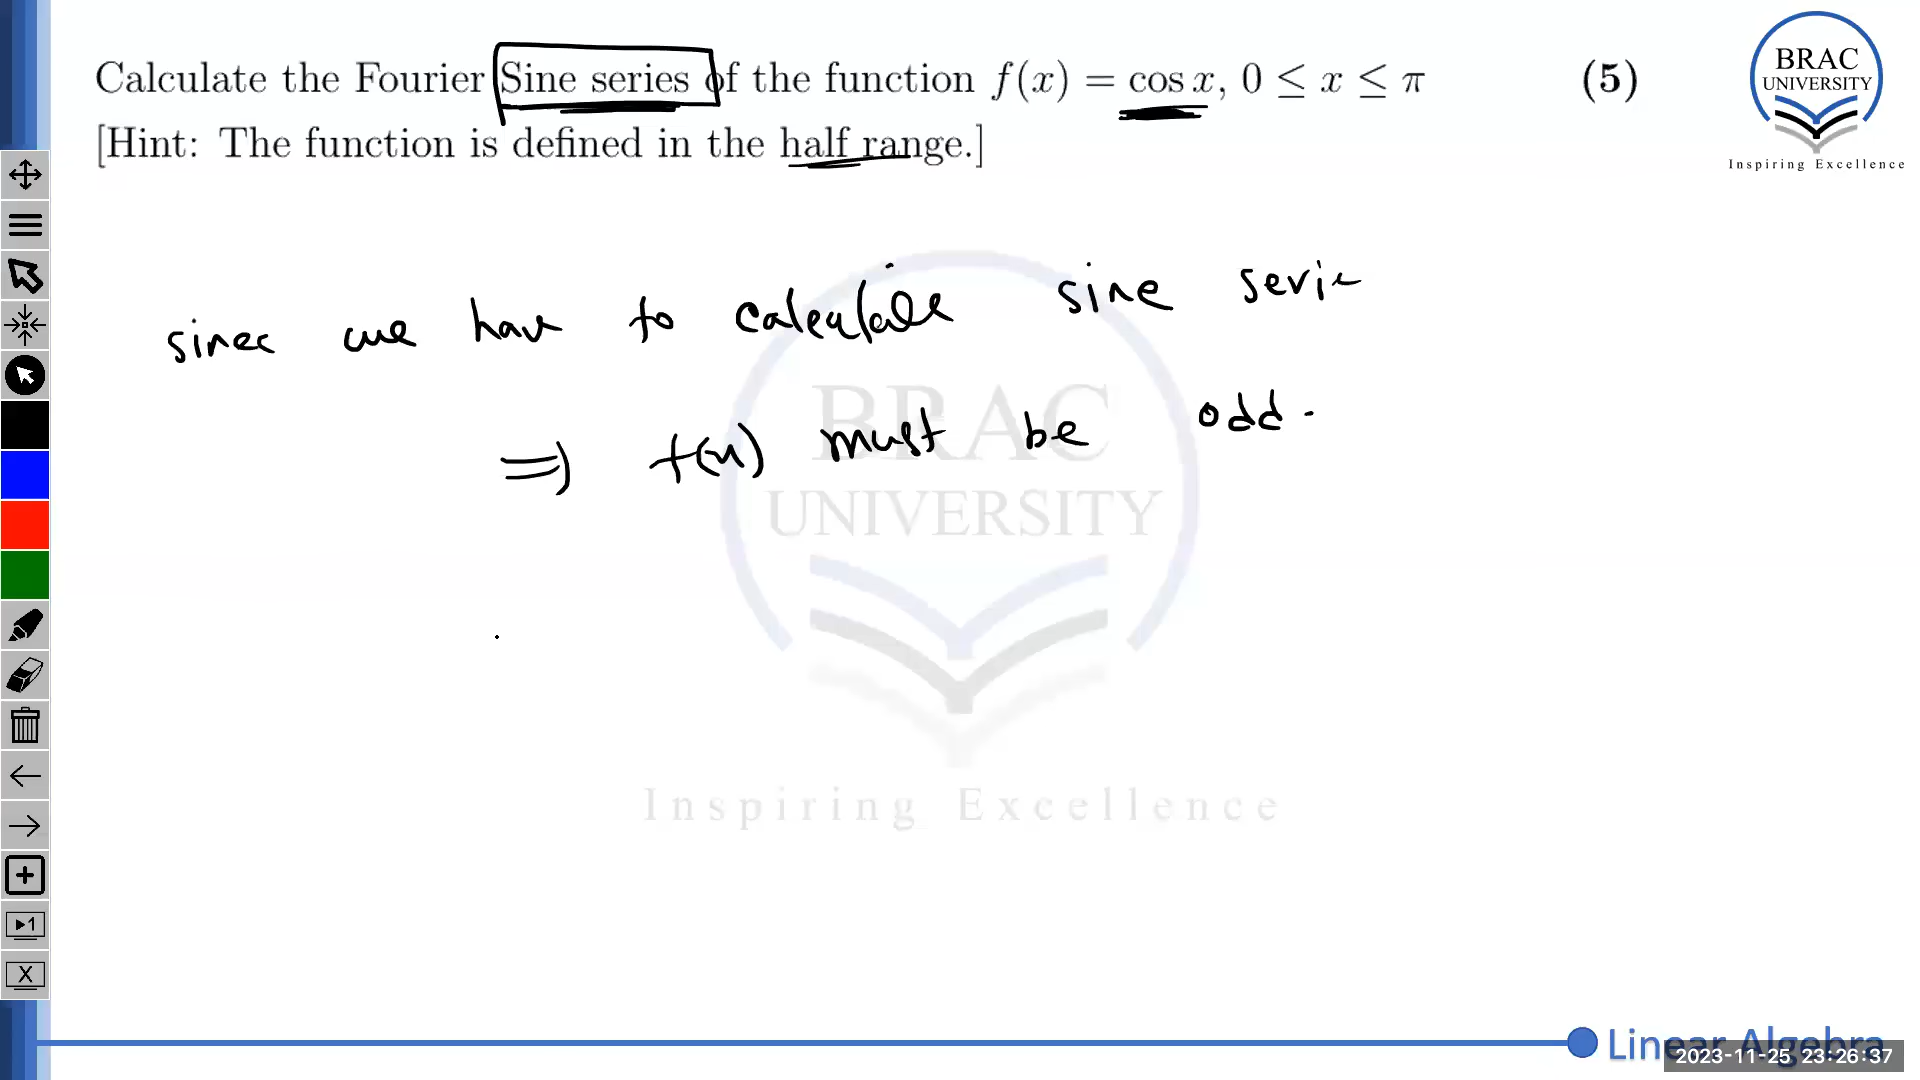 Calculate the Fourier Sine series of the function f(x) = cos x, 0 ≤ x ≤ π (5)
[Hint: The function is defined in the half range.]
BRAC
UNIVERSITY
Inspiring Excellence
since we have to calculate sine serie
⇒ f(x) must be odd.
BRAC
UNIVERSITY
Inspiring Excellence
▶1
X
Linear Algebra
2023-11-25 23:26:37